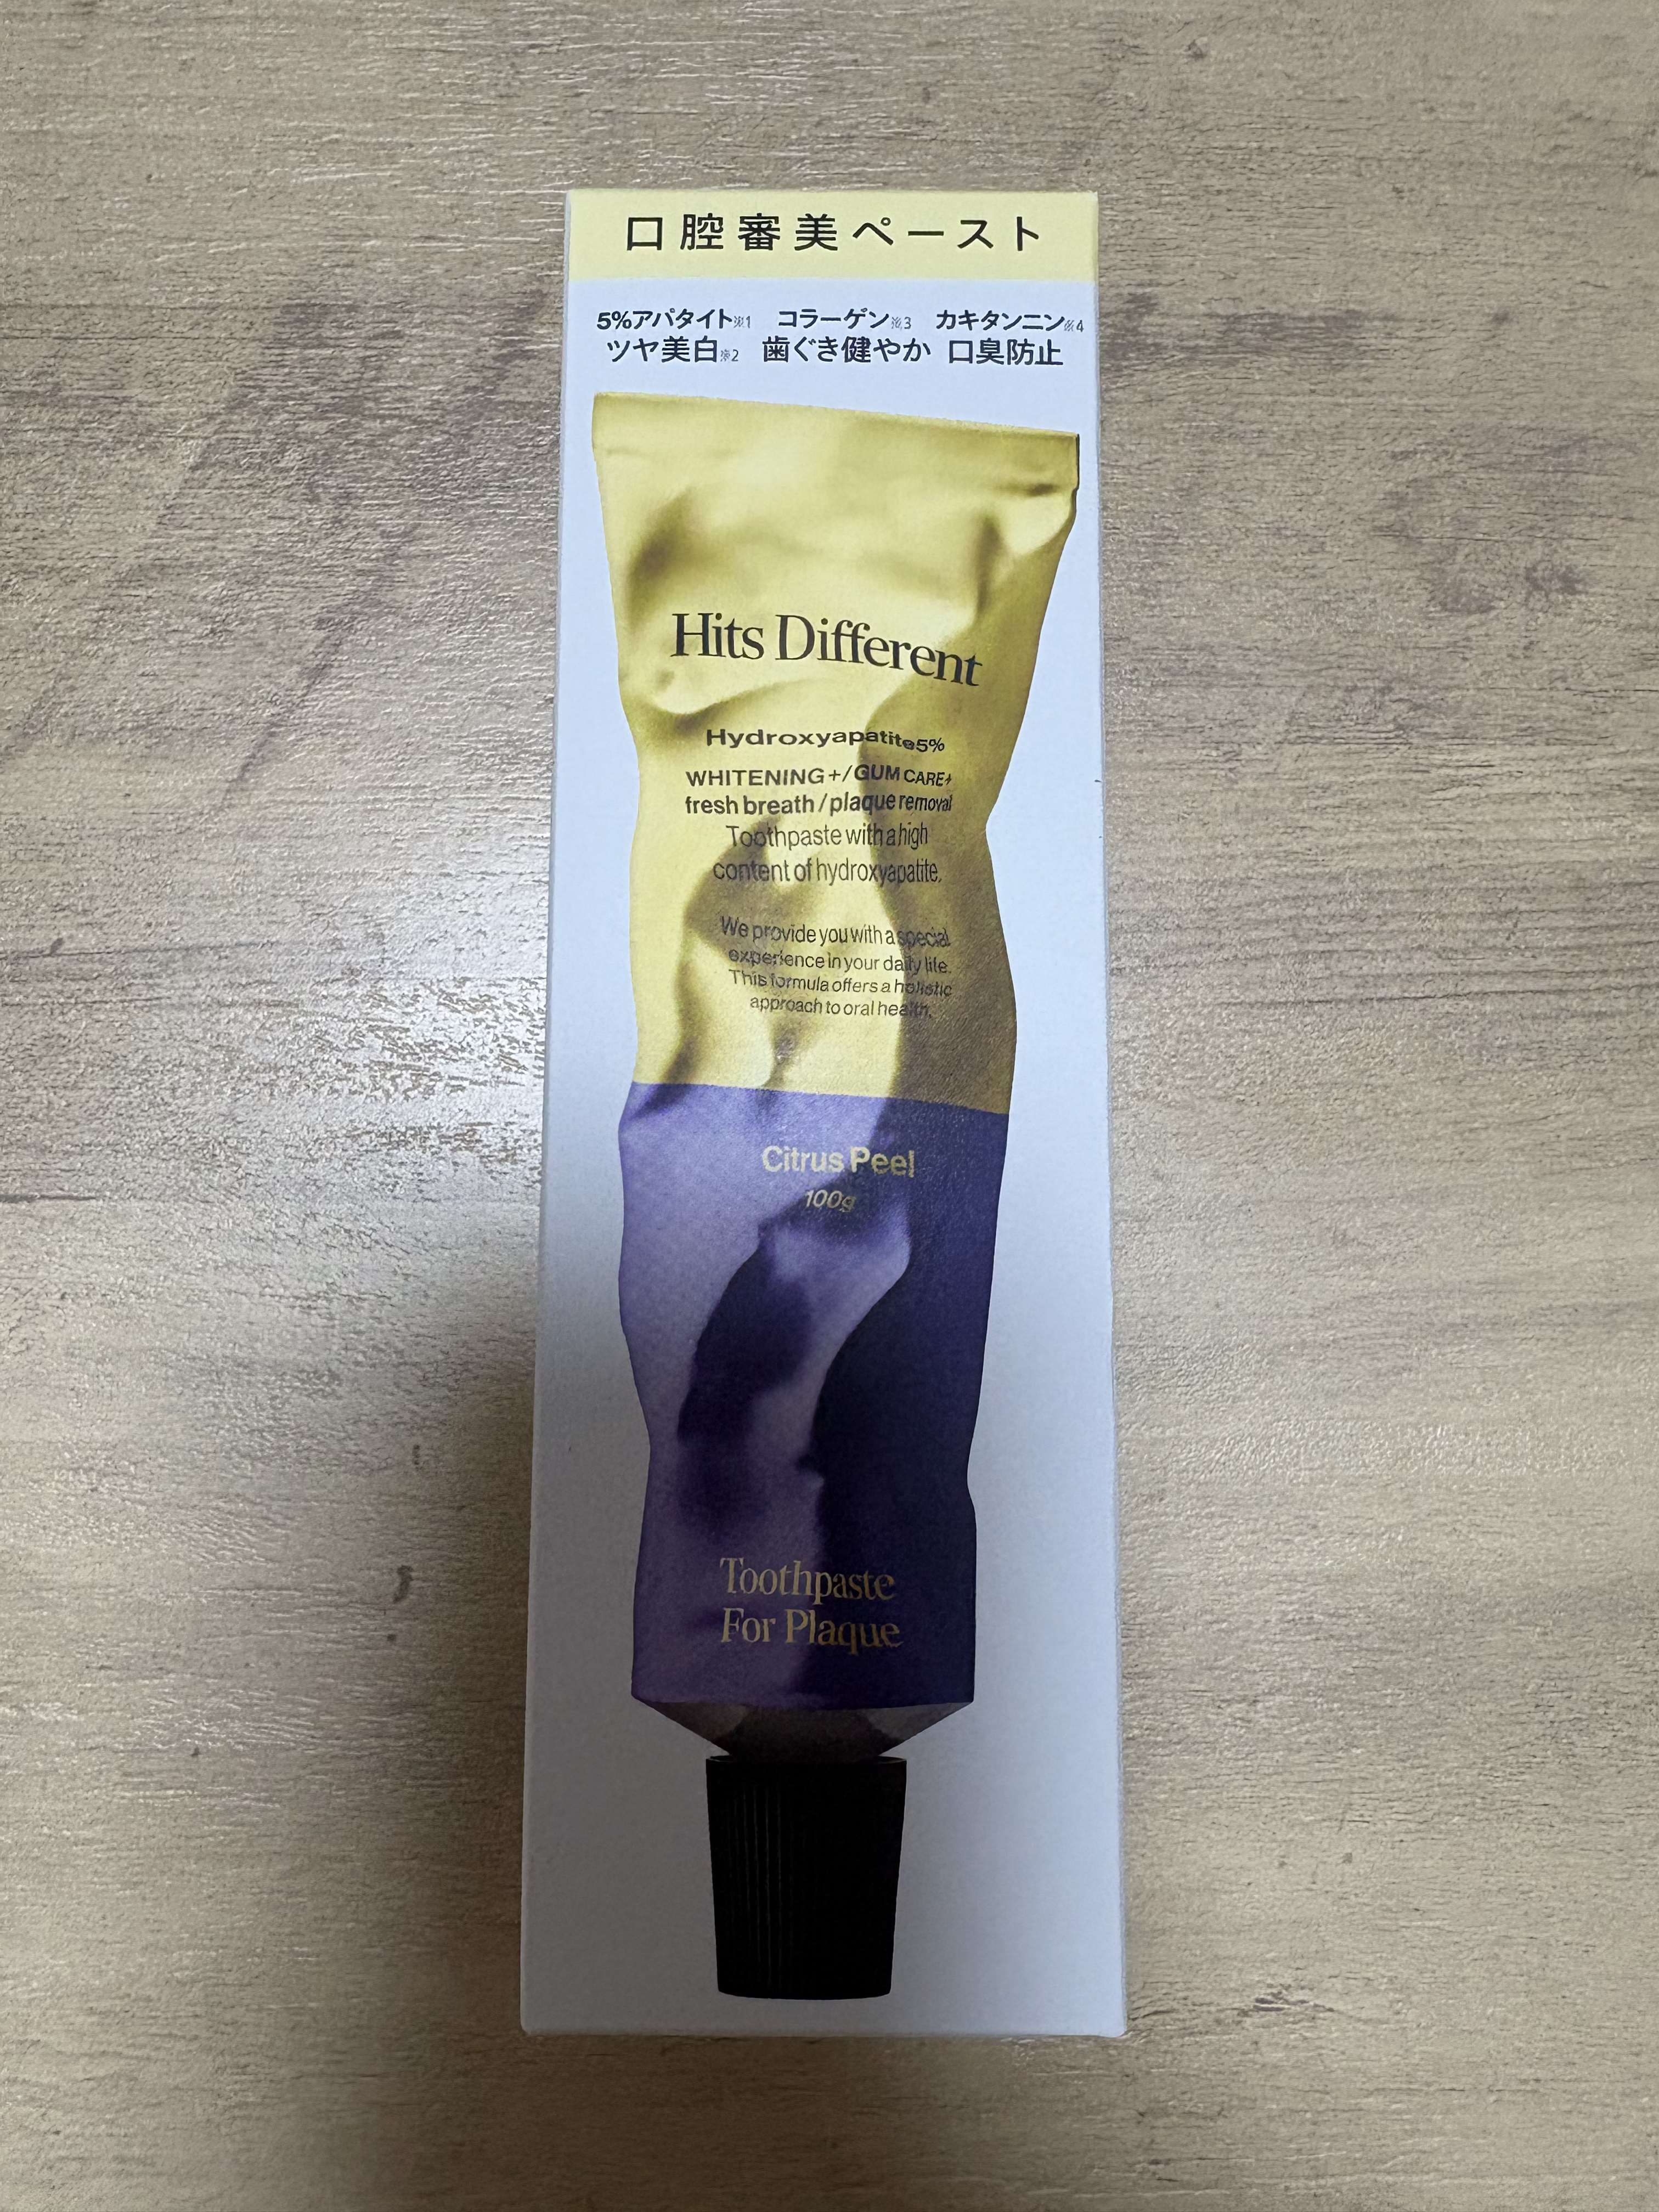 口腔審美ペースト
5%アパタイト※1 コラーゲン※3 カキタンニン※4
ツヤ美白※2 歯ぐき健やか 口臭防止
Hits Different
Hydroxyapatite5%
WHITENING+/GUM CARE+
fresh breath / plaque removal
Toothpaste with a high
content of hydroxyapatite.
We provide you with a special
experience in your daily life.
This formula offers a holistic
approach to oral health.
Citrus Peel
100g
Toothpaste
For Plaque